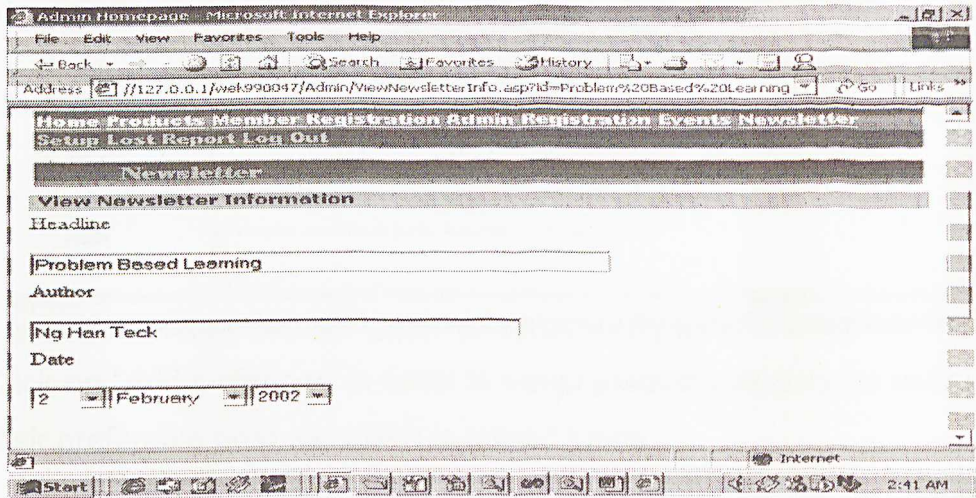 Admin Homepage - Microsoft Internet Explorer
File Edit View Favorites Tools Help
Back Search Favorites History
Address //127.0.0.1/wek990047/Admin/ViewNewsletterInfo.asp?Id=Problem%20Based%20Learning Go Links »
Home Products Member Registration Admin Registration Events Newsletter
Setup Lost Report Log Out
Newsletter
View Newsletter Information
Headline
Problem Based Learning
Author
Ng Han Teck
Date
2 February 2002
Internet
Start 2:41 AM